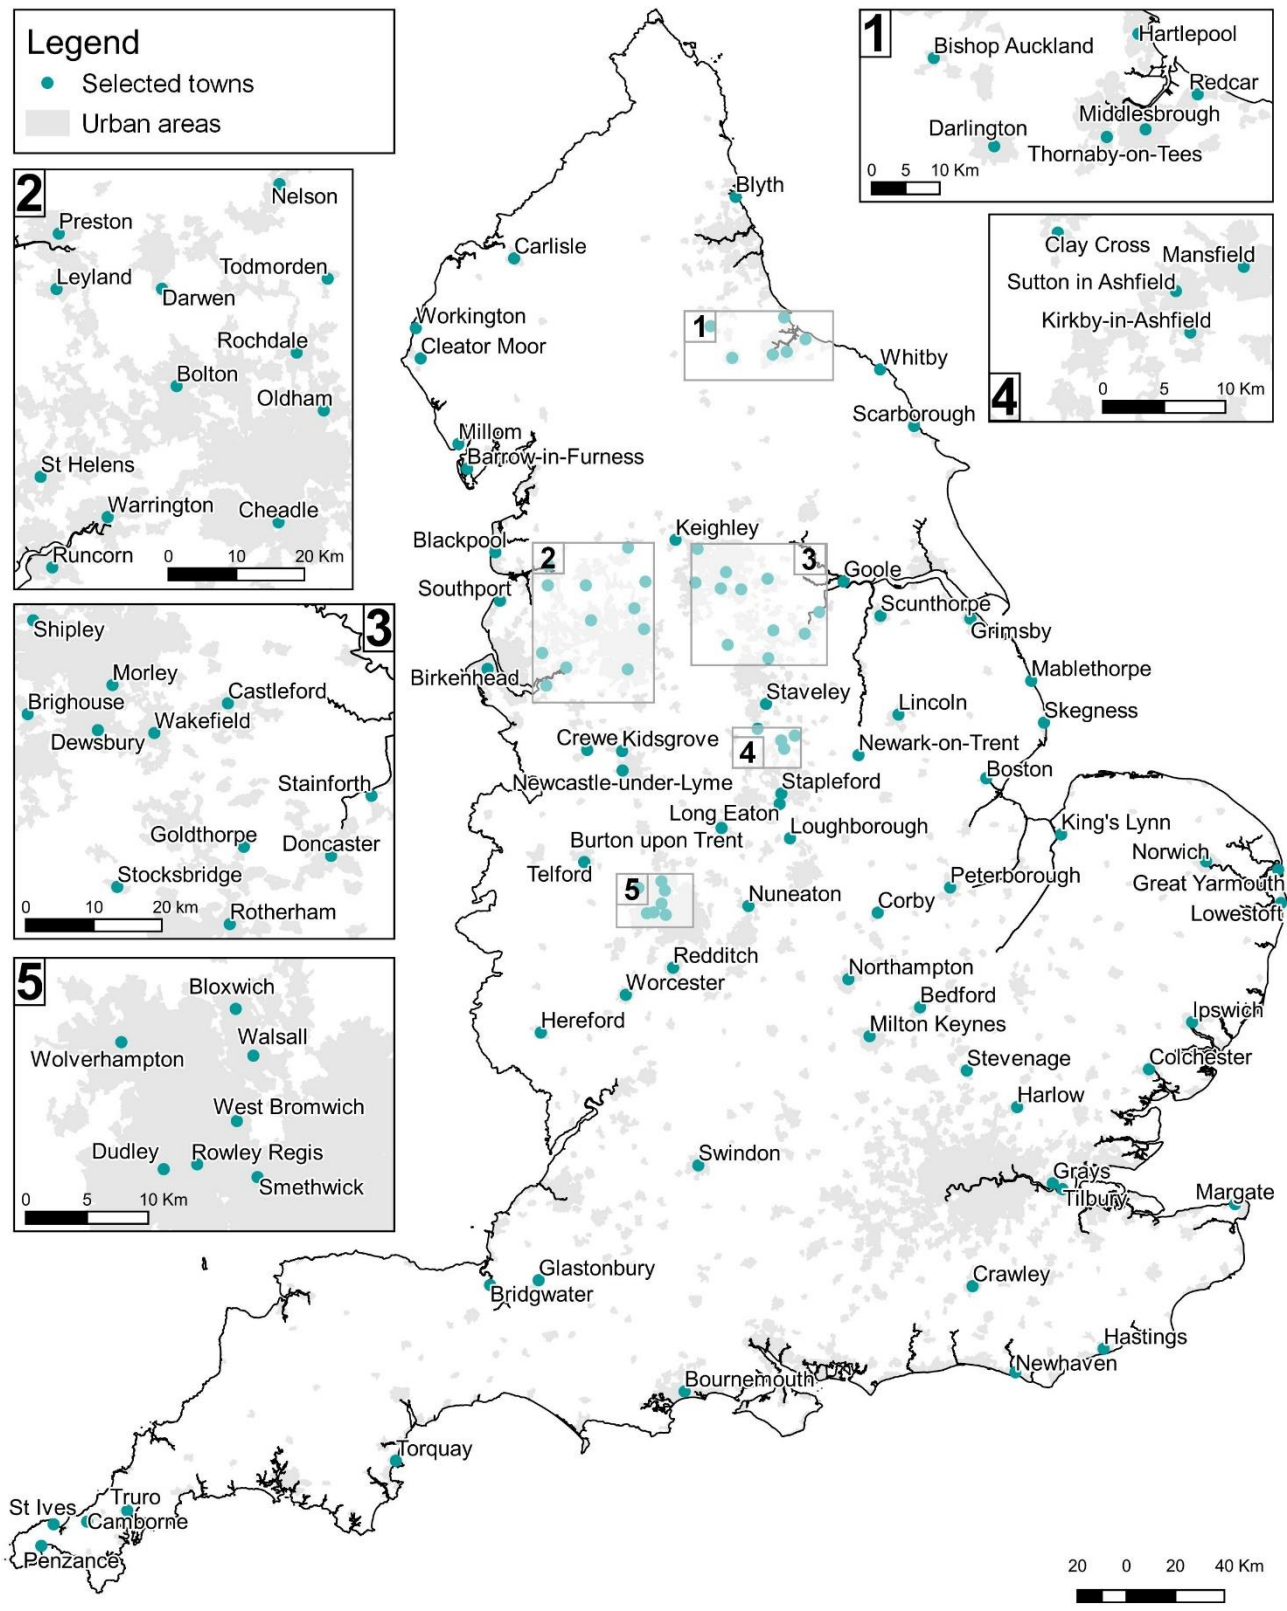 Legend
Selected towns
Urban areas
1
Bishop Auckland
Hartlepool
Redcar
Middlesbrough
Darlington
Thornaby-on-Tees
0 5 10 Km
2
Nelson
Preston
Todmorden
Leyland
Darwen
Rochdale
Bolton
Oldham
St Helens
Warrington
Cheadle
Runcorn
0 10 20 Km
4
Clay Cross
Mansfield
Sutton in Ashfield
Kirkby-in-Ashfield
0 5 10 Km
3
Shipley
Morley
Brighouse
Castleford
Dewsbury
Wakefield
Stainforth
Goldthorpe
Doncaster
Stocksbridge
Rotherham
0 10 20 km
5
Bloxwich
Walsall
Wolverhampton
West Bromwich
Dudley
Rowley Regis
Smethwick
0 5 10 Km
Blyth
Carlisle
Workington
Cleator Moor
1
Whitby
Scarborough
Millom
Barrow-in-Furness
Keighley
Blackpool
2
3
Goole
Southport
Scunthorpe
Grimsby
Birkenhead
Mablethorpe
Staveley
Lincoln
Skegness
Crewe
Kidsgrove
4
Newark-on-Trent
Newcastle-under-Lyme
Stapleford
Boston
Long Eaton
Loughborough
King's Lynn
Burton upon Trent
Norwich
Telford
Peterborough
Great Yarmouth
5
Nuneaton
Corby
Lowestoft
Redditch
Northampton
Worcester
Bedford
Hereford
Milton Keynes
Ipswich
Stevenage
Colchester
Harlow
Swindon
Grays
Tilbury
Margate
Glastonbury
Bridgwater
Crawley
Hastings
Newhaven
Bournemouth
Torquay
Truro
St Ives
Camborne
Penzance
20 0 20 40 Km